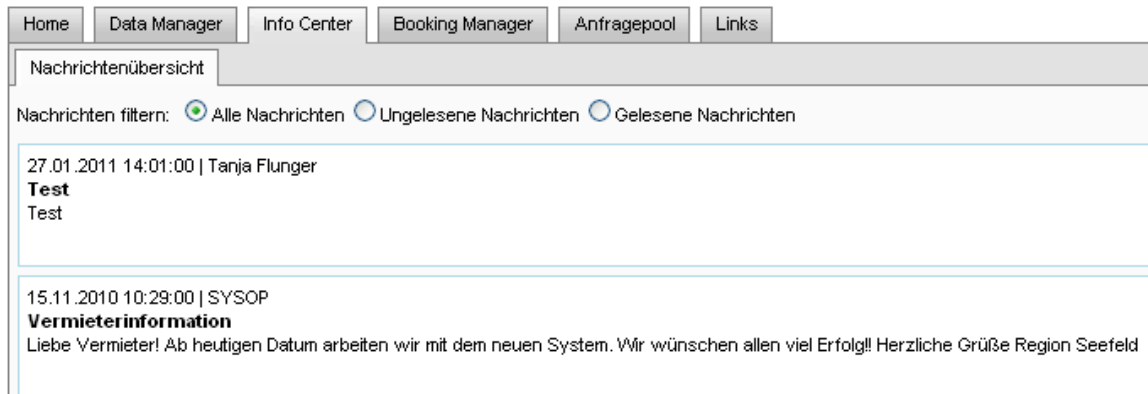 Home Data Manager Info Center Booking Manager Anfragepool Links
Nachrichtenübersicht
Nachrichten filtern: Alle Nachrichten Ungelesene Nachrichten Gelesene Nachrichten
27.01.2011 14:01:00 | Tanja Flunger
Test
Test
15.11.2010 10:29:00 | SYSOP
Vermieterinformation
Liebe Vermieter! Ab heutigen Datum arbeiten wir mit dem neuen System. Wir wünschen allen viel Erfolg!! Herzliche Grüße Region Seefeld